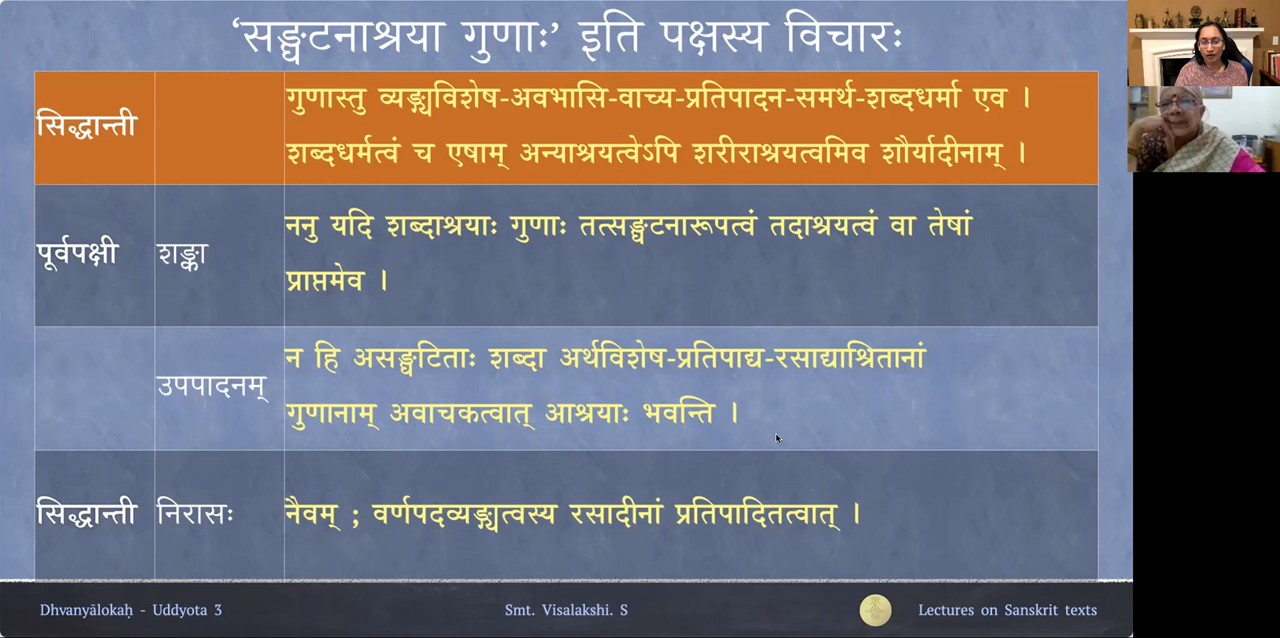 ‘सङ्घटनाश्रया गुणाः’ इति पक्षस्य विचारः
सिद्धान्ती
गुणास्तु व्यङ्ग्यविशेष-अवभासि-वाच्य-प्रतिपादन-समर्थ-शब्दधर्मा एव ।
शब्दधर्मत्वं च एषाम् अन्याश्रयत्वेऽपि शरीराश्रयत्वमिव शौर्यादीनाम् ।
पूर्वपक्षी
शङ्का
ननु यदि शब्दाश्रयाः गुणाः तत्सङ्घटनारूपत्वं तदाश्रयत्वं वा तेषां
प्राप्तमेव ।
उपपादनम्
न हि असङ्घटिताः शब्दा अर्थविशेष-प्रतिपाद्य-रसाद्याश्रितानां
गुणानाम् अवाचकत्वात् आश्रयाः भवन्ति ।
सिद्धान्ती
निरासः
नैवम् ; वर्णपदव्यङ्ग्यत्वस्य रसादीनां प्रतिपादितत्वात् ।
Dhvanyālokaḥ - Uddyota 3
Smt. Visalakshi. S
Lectures on Sanskrit texts